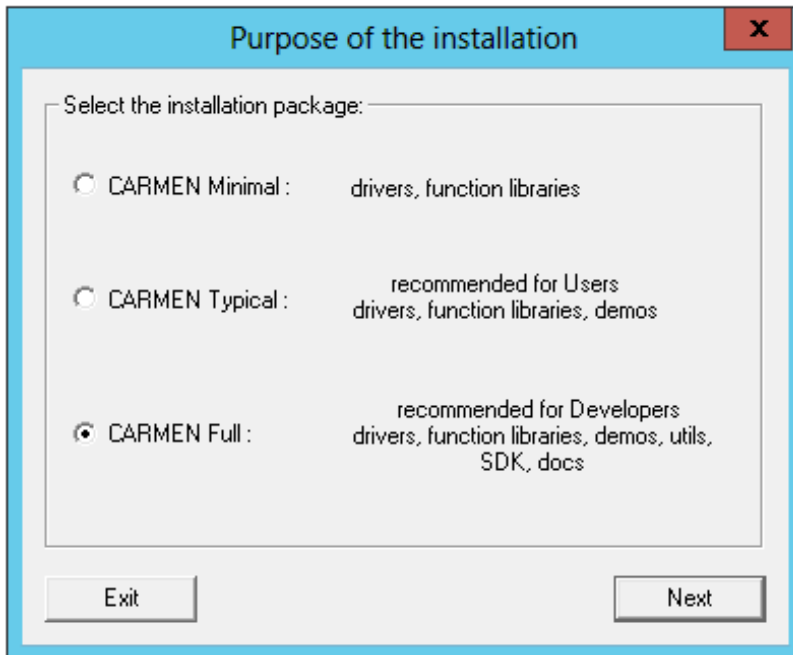 Purpose of the installation
x
Select the installation package:
CARMEN Minimal : drivers, function libraries
recommended for Users
CARMEN Typical : drivers, function libraries, demos
recommended for Developers
CARMEN Full : drivers, function libraries, demos, utils,
SDK, docs
Exit Next